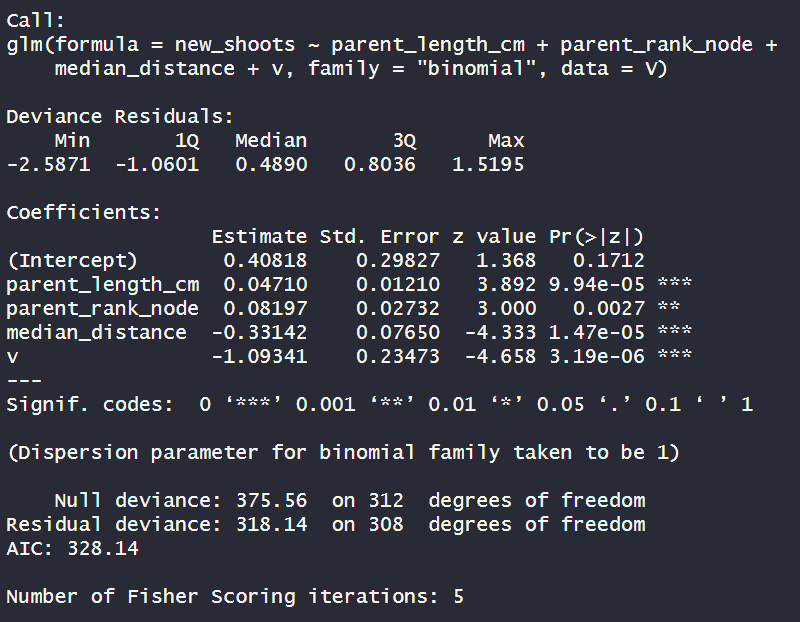 Call:
glm(formula = new_shoots ~ parent_length_cm + parent_rank_node +
    median_distance + v, family = "binomial", data = V)

Deviance Residuals:
    Min       1Q   Median       3Q      Max
-2.5871  -1.0601   0.4890   0.8036   1.5195

Coefficients:
                 Estimate Std. Error z value Pr(>|z|)
(Intercept)       0.40818    0.29827   1.368   0.1712
parent_length_cm  0.04710    0.01210   3.892 9.94e-05 ***
parent_rank_node  0.08197    0.02732   3.000   0.0027 **
median_distance  -0.33142    0.07650  -4.333 1.47e-05 ***
v                -1.09341    0.23473  -4.658 3.19e-06 ***
---
Signif. codes:  0 ‘***’ 0.001 ‘**’ 0.01 ‘*’ 0.05 ‘.’ 0.1 ‘ ’ 1

(Dispersion parameter for binomial family taken to be 1)

    Null deviance: 375.56  on 312  degrees of freedom
Residual deviance: 318.14  on 308  degrees of freedom
AIC: 328.14

Number of Fisher Scoring iterations: 5